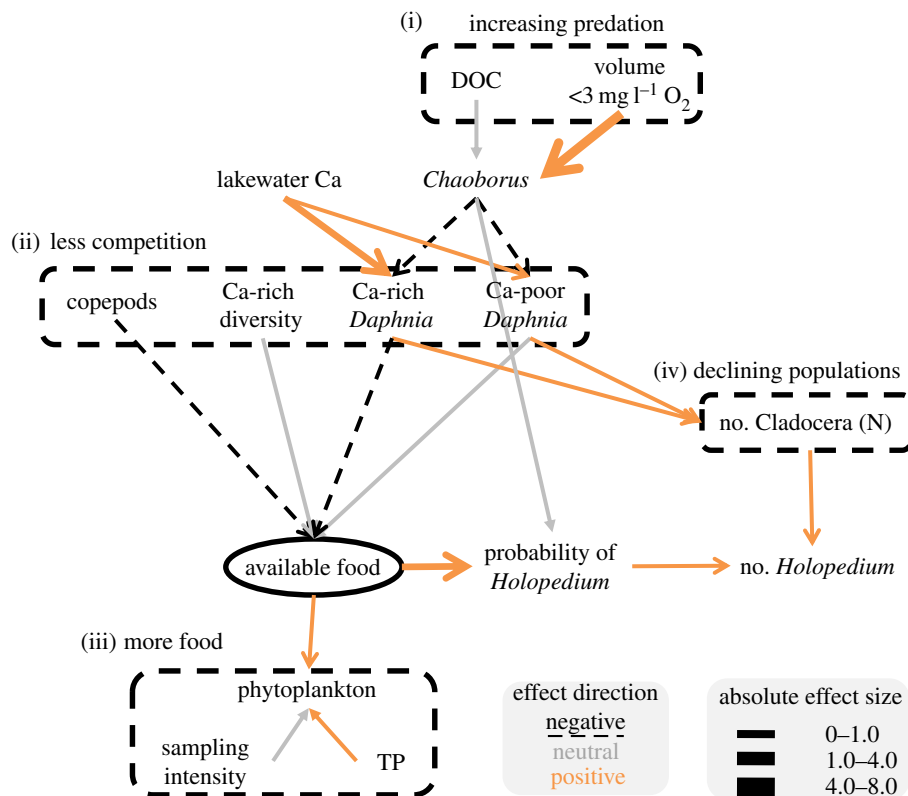 (i) increasing predation
DOC
volume
<3 mg l⁻¹ O₂
lakewater Ca
Chaoborus
(ii) less competition
copepods
Ca-rich
diversity
Ca-rich
Daphnia
Ca-poor
Daphnia
(iv) declining populations
no. Cladocera (N)
available food
probability of
Holopedium
no. Holopedium
(iii) more food
phytoplankton
sampling
intensity
TP
effect direction
negative
neutral
positive
absolute effect size
0–1.0
1.0–4.0
4.0–8.0